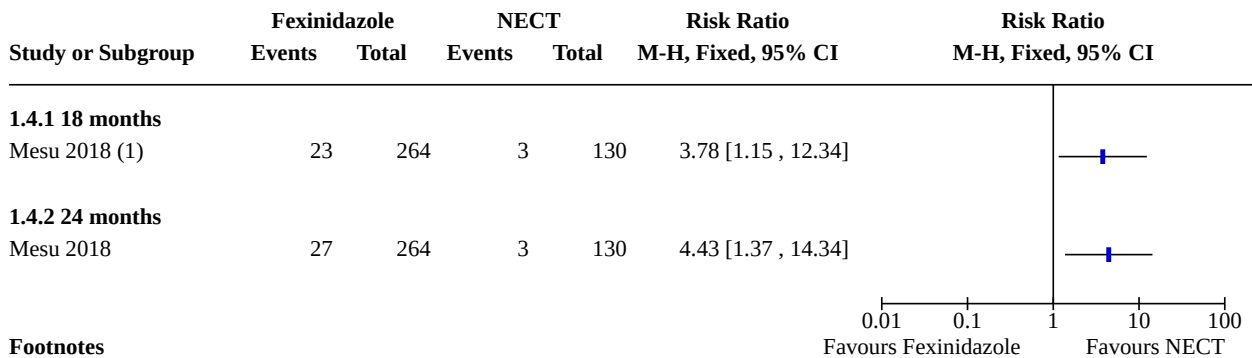 Fexinidazole NECT Risk Ratio Risk Ratio
Study or Subgroup Events Total Events Total M-H, Fixed, 95% CI M-H, Fixed, 95% CI
1.4.1 18 months
Mesu 2018 (1) 23 264 3 130 3.78 [1.15 , 12.34]
1.4.2 24 months
Mesu 2018 27 264 3 130 4.43 [1.37 , 14.34]
0.01 0.1 1 10 100
Footnotes Favours Fexinidazole Favours NECT